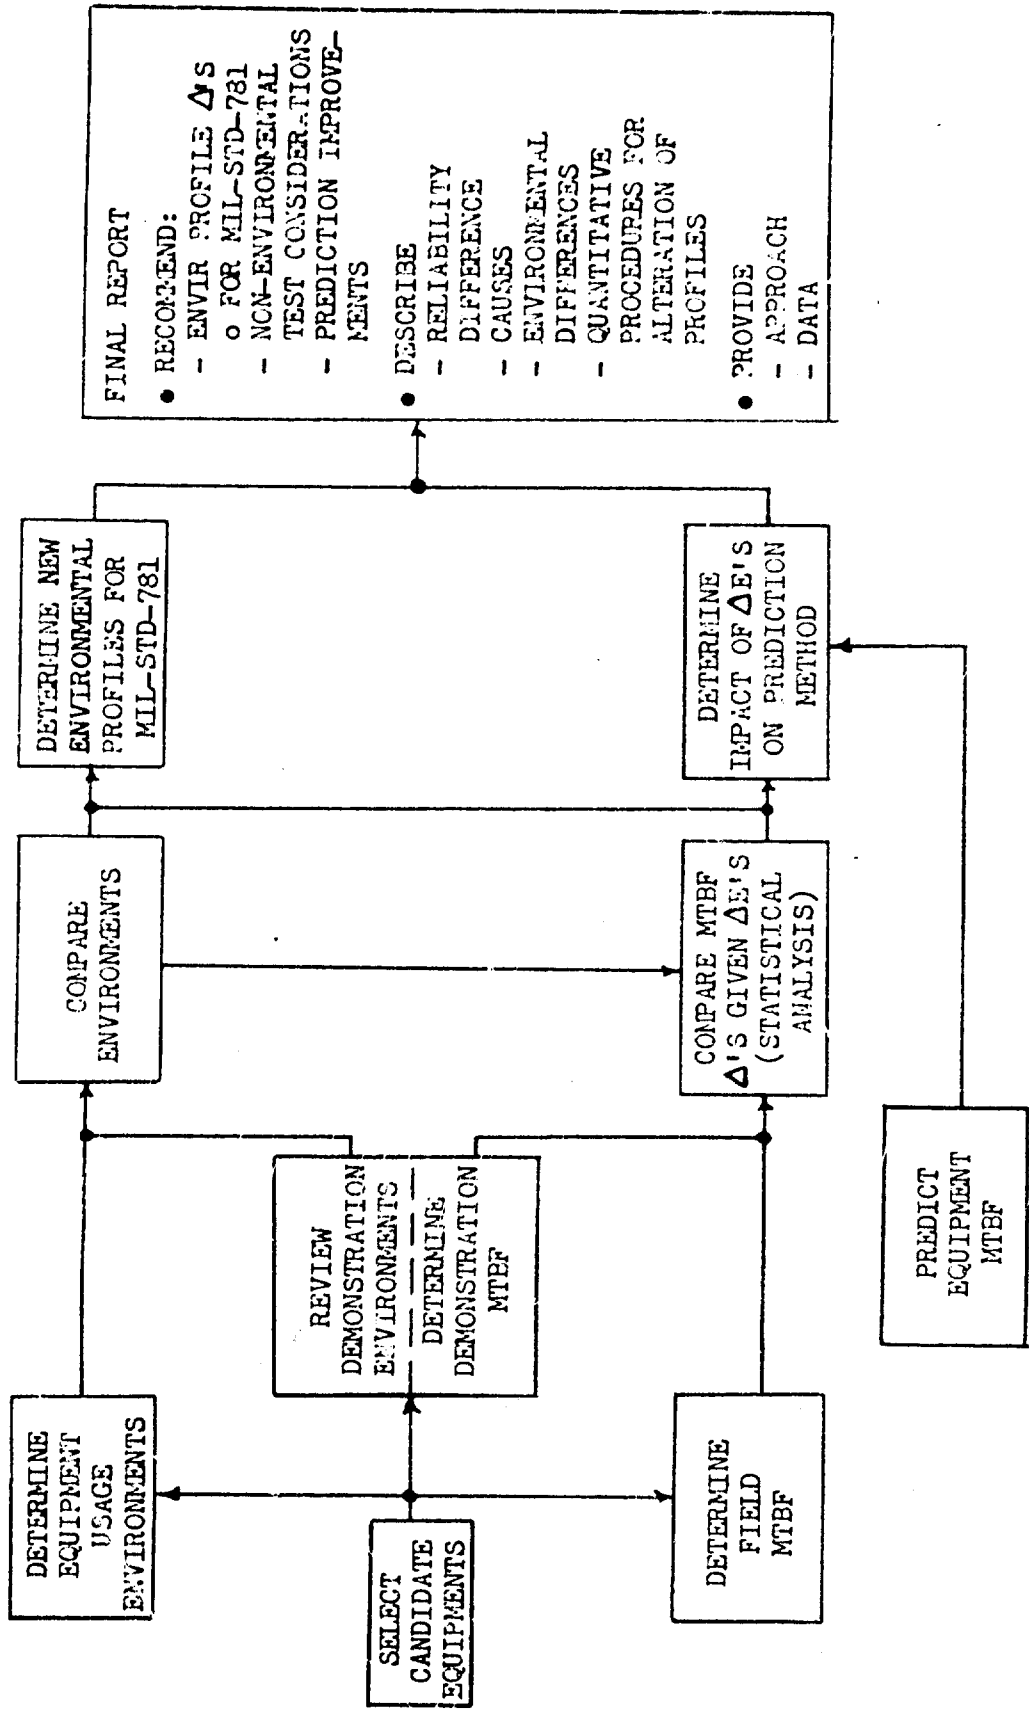 SELECT
CANDIDATE
EQUIPMENTS
DETERMINE
EQUIPMENT
USAGE
ENVIRONMENTS
REVIEW
DEMONSTRATION
ENVIRONMENTS
DETERMINE
DEMONSTRATION
MTBF
DETERMINE
FIELD
MTBF
COMPARE
ENVIRONMENTS
COMPARE MTBF
Δ'S GIVEN ΔE'S
(STATISTICAL
ANALYSIS)
PREDICT
EQUIPMENT
MTBF
DETERMINE NEW
ENVIRONMENTAL
PROFILES FOR
MIL-STD-781
DETERMINE
IMPACT OF ΔE'S
ON PREDICTION
METHOD
FINAL REPORT
● RECOMMEND:
- ENVIR PROFILE Δ'S
o FOR MIL-STD-781
- NON-ENVIRONMENTAL
TEST CONSIDERATIONS
- PREDICTION IMPROVE-
MENTS
● DESCRIBE
- RELIABILITY
DIFFERENCE
- CAUSES
- ENVIRONMENTAL
DIFFERENCES
- QUANTITATIVE
PROCEDURES FOR
ALTERATION OF
PROFILES
● PROVIDE
- APPROACH
- DATA